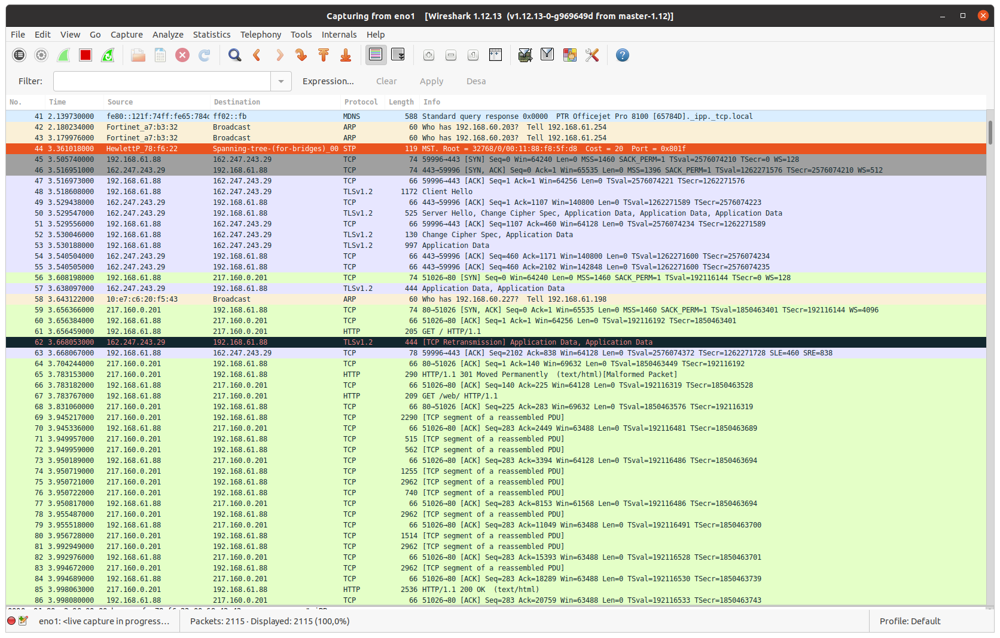 Capturing from eno1    [Wireshark 1.12.13  (v1.12.13-0-g969649d from master-1.12)]
File Edit View Go Capture Analyze Statistics Telephony Tools Internals Help
Filter: Expression... Clear Apply Desa
No. Time Source Destination Protocol Length Info
41 2.139730000 fe80::121f:74ff:fe65:784d ff02::fb MDNS 588 Standard query response 0x0000  PTR Officejet Pro 8100 [65784D]._ipp._tcp.local
42 2.180234000 Fortinet_a7:b3:32 Broadcast ARP 60 Who has 192.168.60.203?  Tell 192.168.61.254
43 3.179976000 Fortinet_a7:b3:32 Broadcast ARP 60 Who has 192.168.60.203?  Tell 192.168.61.254
44 3.361018000 HewlettP_78:f6:22 Spanning-tree-(for-bridges)_00 STP 119 MST. Root = 32768/0/00:11:88:f8:5f:d8  Cost = 20  Port = 0x801f
45 3.505740000 192.168.61.88 162.247.243.29 TCP 74 59996→443 [SYN] Seq=0 Win=64240 Len=0 MSS=1460 SACK_PERM=1 TSval=2576074210 TSecr=0 WS=128
46 3.516951000 162.247.243.29 192.168.61.88 TCP 74 443→59996 [SYN, ACK] Seq=0 Ack=1 Win=65535 Len=0 MSS=1396 SACK_PERM=1 TSval=1262271576 TSecr=2576074210 WS=512
47 3.516973000 192.168.61.88 162.247.243.29 TCP 66 59996→443 [ACK] Seq=1 Ack=1 Win=64256 Len=0 TSval=2576074221 TSecr=1262271576
48 3.518608000 192.168.61.88 162.247.243.29 TLSv1.2 1172 Client Hello
49 3.529438000 162.247.243.29 192.168.61.88 TCP 66 443→59996 [ACK] Seq=1 Ack=1107 Win=140800 Len=0 TSval=1262271589 TSecr=2576074223
50 3.529547000 162.247.243.29 192.168.61.88 TLSv1.2 525 Server Hello, Change Cipher Spec, Application Data, Application Data, Application Data
51 3.529556000 192.168.61.88 162.247.243.29 TCP 66 59996→443 [ACK] Seq=1107 Ack=460 Win=64128 Len=0 TSval=2576074234 TSecr=1262271589
52 3.530046000 192.168.61.88 162.247.243.29 TLSv1.2 130 Change Cipher Spec, Application Data
53 3.530188000 192.168.61.88 162.247.243.29 TLSv1.2 997 Application Data
54 3.540504000 162.247.243.29 192.168.61.88 TCP 66 443→59996 [ACK] Seq=460 Ack=1171 Win=140800 Len=0 TSval=1262271600 TSecr=2576074234
55 3.540505000 162.247.243.29 192.168.61.88 TCP 66 443→59996 [ACK] Seq=460 Ack=2102 Win=142848 Len=0 TSval=1262271600 TSecr=2576074235
56 3.608198000 192.168.61.88 217.160.0.201 TCP 74 51026→80 [SYN] Seq=0 Win=64240 Len=0 MSS=1460 SACK_PERM=1 TSval=192116144 TSecr=0 WS=128
57 3.638097000 162.247.243.29 192.168.61.88 TLSv1.2 444 Application Data, Application Data
58 3.643122000 10:e7:c6:20:f5:43 Broadcast ARP 60 Who has 192.168.60.227?  Tell 192.168.61.198
59 3.656366000 217.160.0.201 192.168.61.88 TCP 74 80→51026 [SYN, ACK] Seq=0 Ack=1 Win=65535 Len=0 MSS=1460 SACK_PERM=1 TSval=1850463401 TSecr=192116144 WS=4096
60 3.656384000 192.168.61.88 217.160.0.201 TCP 66 51026→80 [ACK] Seq=1 Ack=1 Win=64256 Len=0 TSval=192116192 TSecr=1850463401
61 3.656459000 192.168.61.88 217.160.0.201 HTTP 205 GET / HTTP/1.1
62 3.668053000 162.247.243.29 192.168.61.88 TLSv1.2 444 [TCP Retransmission] Application Data, Application Data
63 3.668067000 192.168.61.88 162.247.243.29 TCP 78 59996→443 [ACK] Seq=2102 Ack=838 Win=64128 Len=0 TSval=2576074372 TSecr=1262271728 SLE=460 SRE=838
64 3.704244000 217.160.0.201 192.168.61.88 TCP 66 80→51026 [ACK] Seq=1 Ack=140 Win=69632 Len=0 TSval=1850463449 TSecr=192116192
65 3.783153000 217.160.0.201 192.168.61.88 HTTP 290 HTTP/1.1 301 Moved Permanently  (text/html)[Malformed Packet]
66 3.783182000 192.168.61.88 217.160.0.201 TCP 66 51026→80 [ACK] Seq=140 Ack=225 Win=64128 Len=0 TSval=192116319 TSecr=1850463528
67 3.783767000 192.168.61.88 217.160.0.201 HTTP 209 GET /web/ HTTP/1.1
68 3.831060000 217.160.0.201 192.168.61.88 TCP 66 80→51026 [ACK] Seq=225 Ack=283 Win=69632 Len=0 TSval=1850463576 TSecr=192116319
69 3.945217000 217.160.0.201 192.168.61.88 TCP 2290 [TCP segment of a reassembled PDU]
70 3.945336000 192.168.61.88 217.160.0.201 TCP 66 51026→80 [ACK] Seq=283 Ack=2449 Win=63488 Len=0 TSval=192116481 TSecr=1850463689
71 3.949957000 217.160.0.201 192.168.61.88 TCP 515 [TCP segment of a reassembled PDU]
72 3.949959000 217.160.0.201 192.168.61.88 TCP 562 [TCP segment of a reassembled PDU]
73 3.950189000 192.168.61.88 217.160.0.201 TCP 66 51026→80 [ACK] Seq=283 Ack=3394 Win=64128 Len=0 TSval=192116486 TSecr=1850463694
74 3.950719000 217.160.0.201 192.168.61.88 TCP 1255 [TCP segment of a reassembled PDU]
75 3.950721000 217.160.0.201 192.168.61.88 TCP 2962 [TCP segment of a reassembled PDU]
76 3.950722000 217.160.0.201 192.168.61.88 TCP 740 [TCP segment of a reassembled PDU]
77 3.950817000 192.168.61.88 217.160.0.201 TCP 66 51026→80 [ACK] Seq=283 Ack=8153 Win=61568 Len=0 TSval=192116486 TSecr=1850463694
78 3.955487000 217.160.0.201 192.168.61.88 TCP 2962 [TCP segment of a reassembled PDU]
79 3.955518000 192.168.61.88 217.160.0.201 TCP 66 51026→80 [ACK] Seq=283 Ack=11049 Win=63488 Len=0 TSval=192116491 TSecr=1850463700
80 3.956728000 217.160.0.201 192.168.61.88 TCP 1514 [TCP segment of a reassembled PDU]
81 3.992949000 217.160.0.201 192.168.61.88 TCP 2962 [TCP segment of a reassembled PDU]
82 3.992976000 192.168.61.88 217.160.0.201 TCP 66 51026→80 [ACK] Seq=283 Ack=15393 Win=63488 Len=0 TSval=192116528 TSecr=1850463701
83 3.994672000 217.160.0.201 192.168.61.88 TCP 2962 [TCP segment of a reassembled PDU]
84 3.994689000 192.168.61.88 217.160.0.201 TCP 66 51026→80 [ACK] Seq=283 Ack=18289 Win=63488 Len=0 TSval=192116530 TSecr=1850463739
85 3.998063000 217.160.0.201 192.168.61.88 HTTP 2536 HTTP/1.1 200 OK  (text/html)
86 3.998080000 192.168.61.88 217.160.0.201 TCP 66 51026→80 [ACK] Seq=283 Ack=20759 Win=63488 Len=0 TSval=192116533 TSecr=1850463743
eno1: <live capture in progress... Packets: 2115 · Displayed: 2115 (100,0%) Profile: Default